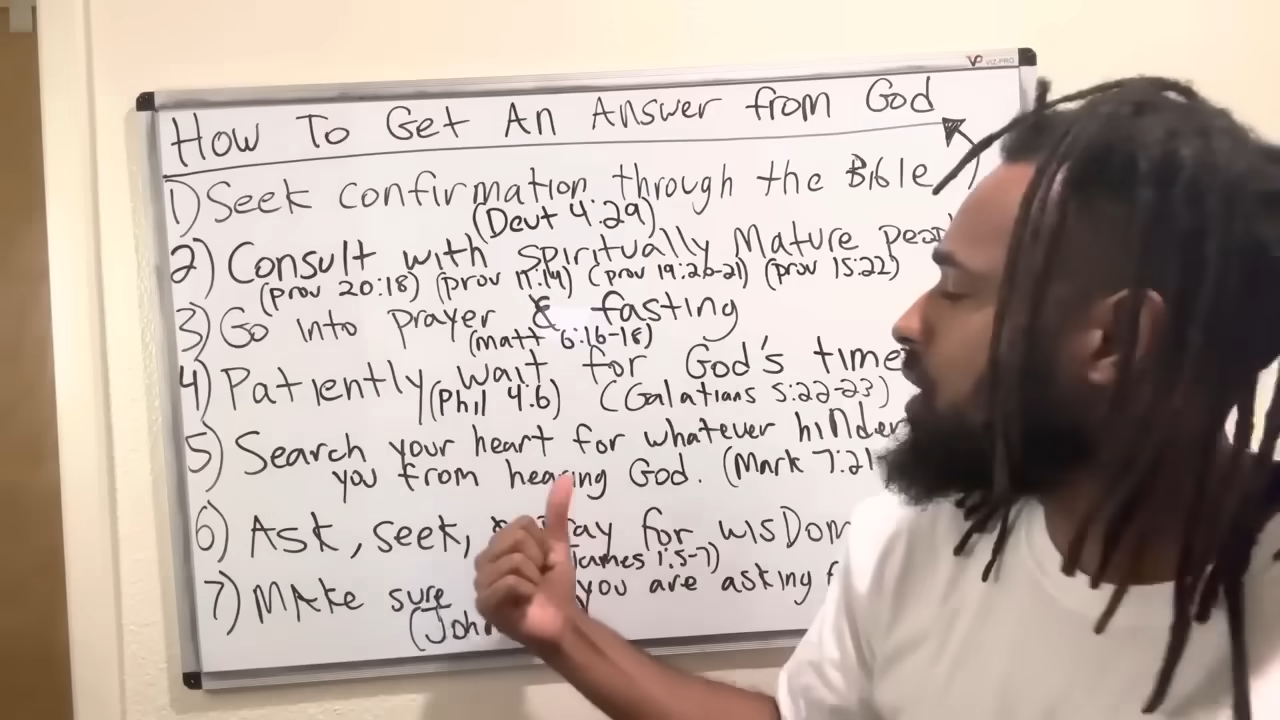 VP VIZ-PRO
How To Get An Answer from God
1) Seek confirmation through the Bible
(Deut 4:29)
2) Consult with spiritually Mature
(prov 20:18) (prov 11:14) (prov 19:20-21) (prov 15:22)
3) Go into prayer & fasting
(matt 6:16-18)
4) Patiently wait for God's time
(Phil 4:6) (Galatians 5:22-23)
5) Search your heart for whatever hinder
you from hearing God. (Mark 7:21
6) Ask, seek, for wisdom
James 1:5-7)
7) Make sure you are asking
(John